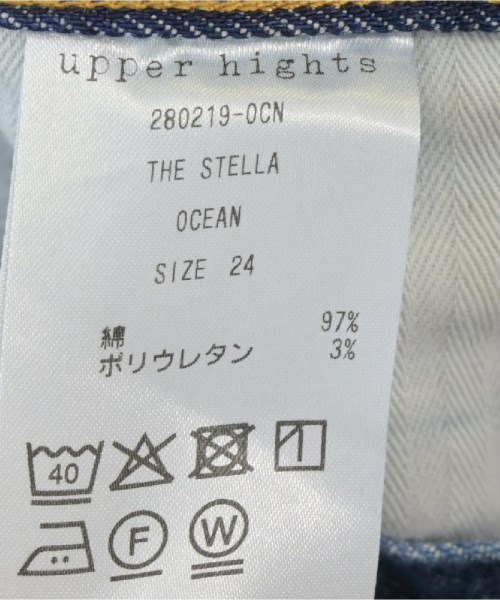 upper hights
280219-OCN
THE STELLA
OCEAN
SIZE 24
綿 97%
ポリウレタン 3%
40
F W